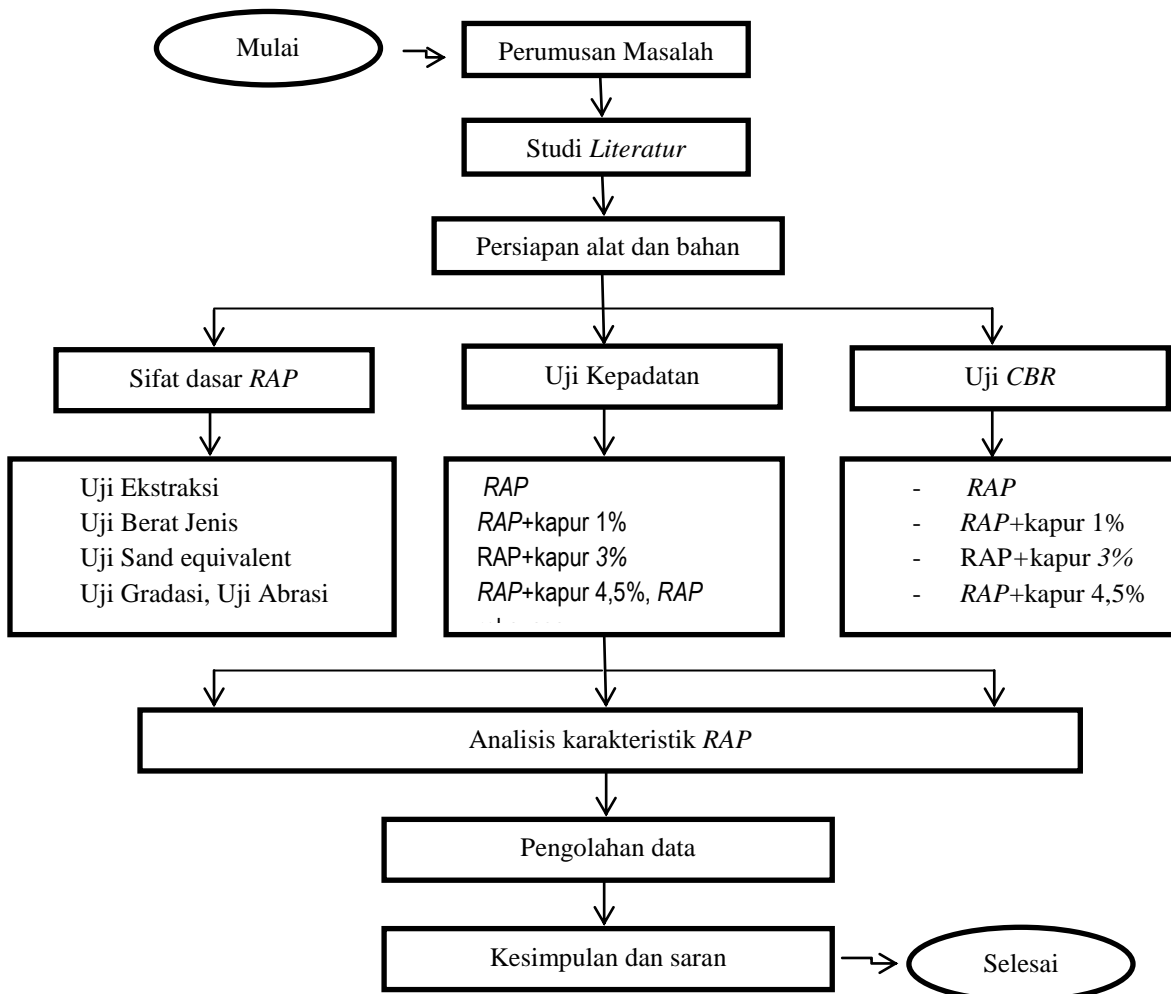 Mulai
Perumusan Masalah
Studi Literatur
Persiapan alat dan bahan
Sifat dasar RAP
Uji Kepadatan
Uji CBR
Uji Ekstraksi
Uji Berat Jenis
Uji Sand equivalent
Uji Gradasi, Uji Abrasi
RAP
RAP+kapur 1%
RAP+kapur 3%
RAP+kapur 4,5%, RAP
- RAP
- RAP+kapur 1%
- RAP+kapur 3%
- RAP+kapur 4,5%
Analisis karakteristik RAP
Pengolahan data
Kesimpulan dan saran
Selesai